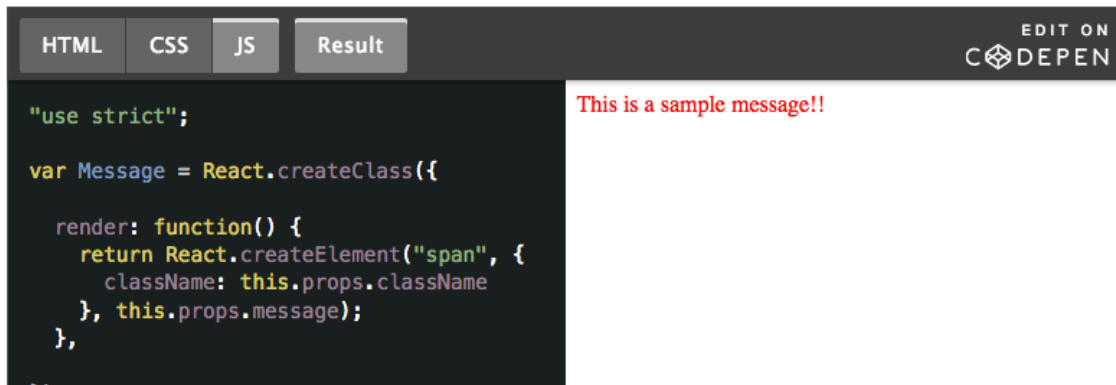 HTML CSS JS Result
EDIT ON
CODEPEN
"use strict";
var Message = React.createClass({
render: function() {
return React.createElement("span", {
className: this.props.className
}, this.props.message);
},
This is a sample message!!